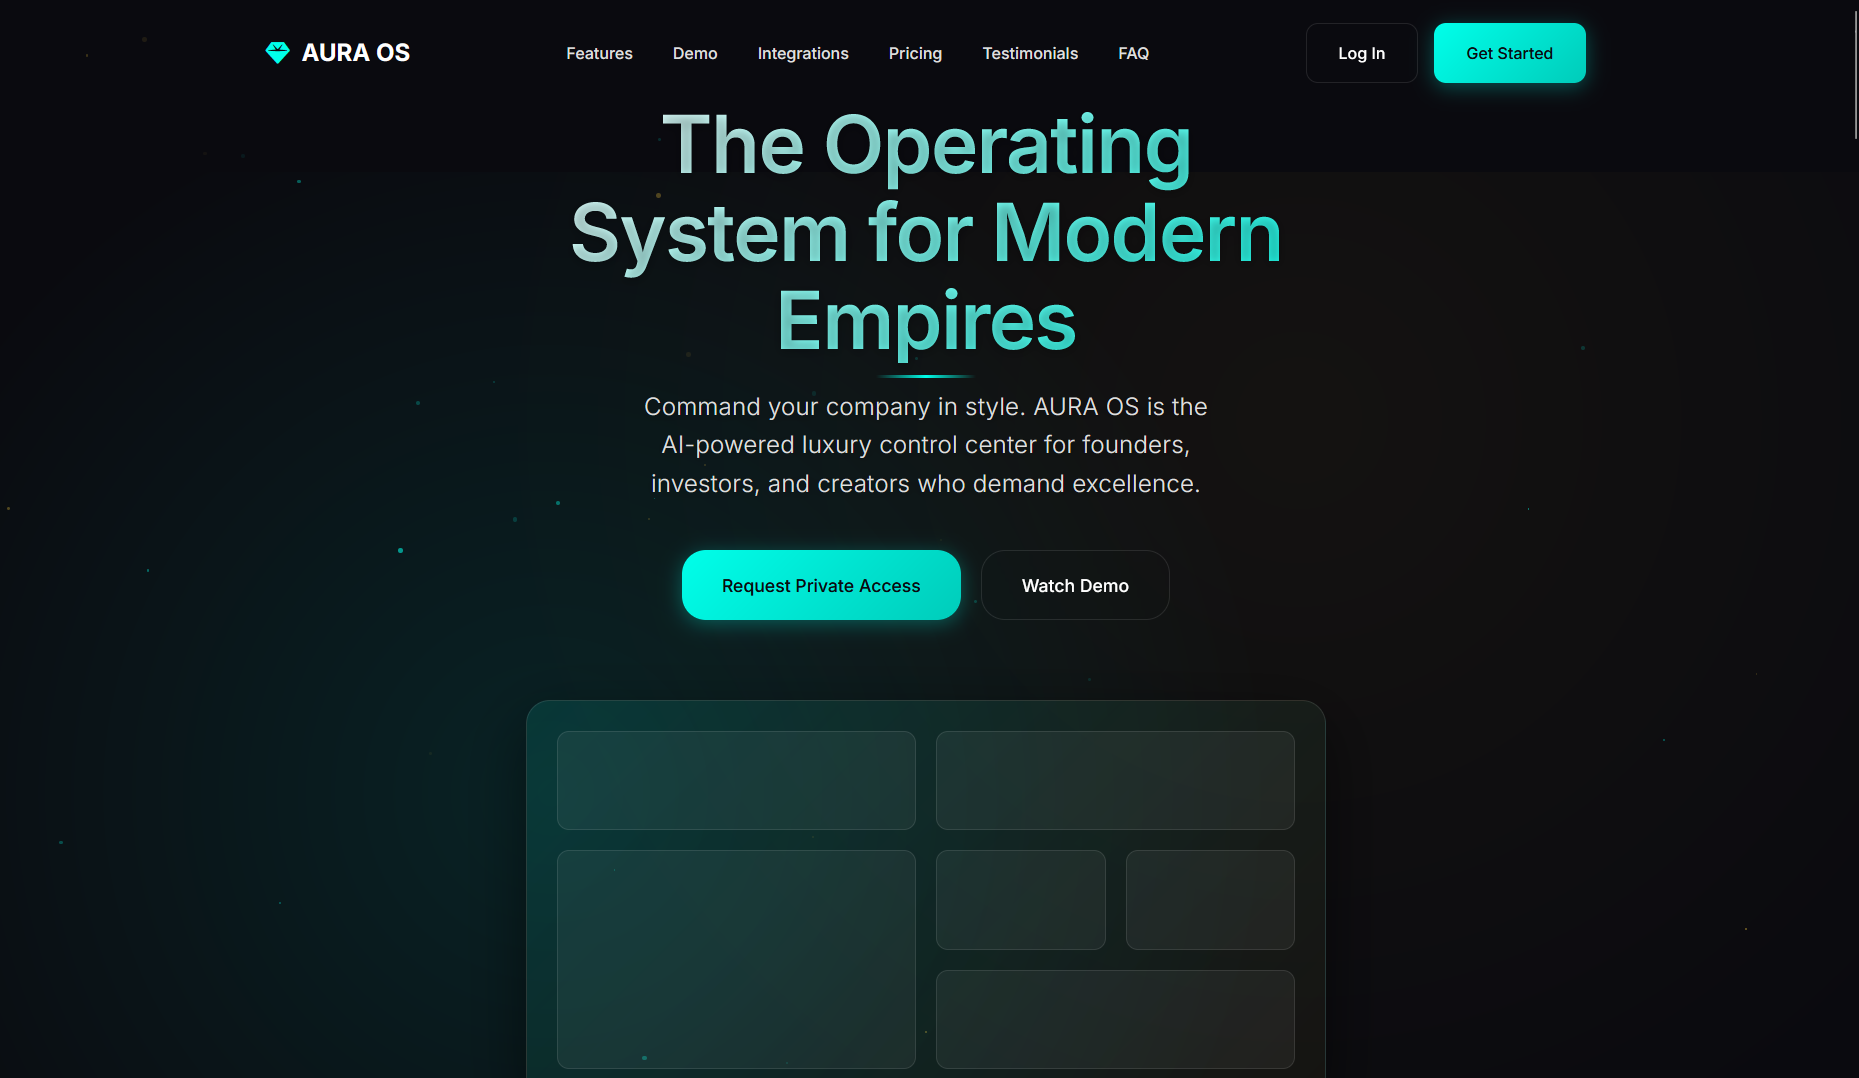 AURA OS
Features
Demo
Integrations
Pricing
Testimonials
FAQ
Log In
Get Started
The Operating
System for Modern
Empires
Command your company in style. AURA OS is the
AI-powered luxury control center for founders,
investors, and creators who demand excellence.
Request Private Access
Watch Demo